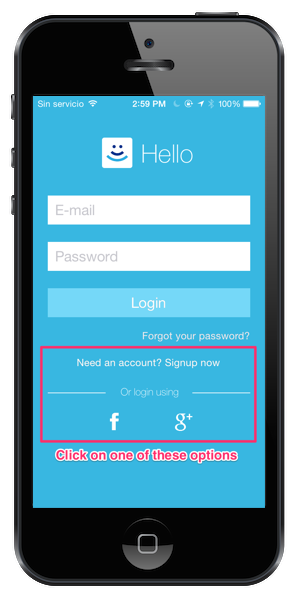 Sin servicio 2:59 PM 100%
Hello
E-mail
Password
Login
Forgot your password?
Need an account? Signup now
Or login using
f g+
Click on one of these options